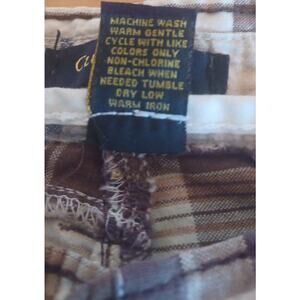 MACHINE WASH
WARM GENTLE
CYCLE WITH LIKE
COLORS ONLY
NON-CHLORINE
BLEACH WHEN
NEEDED TUMBLE
DRY LOW
WARM IRON